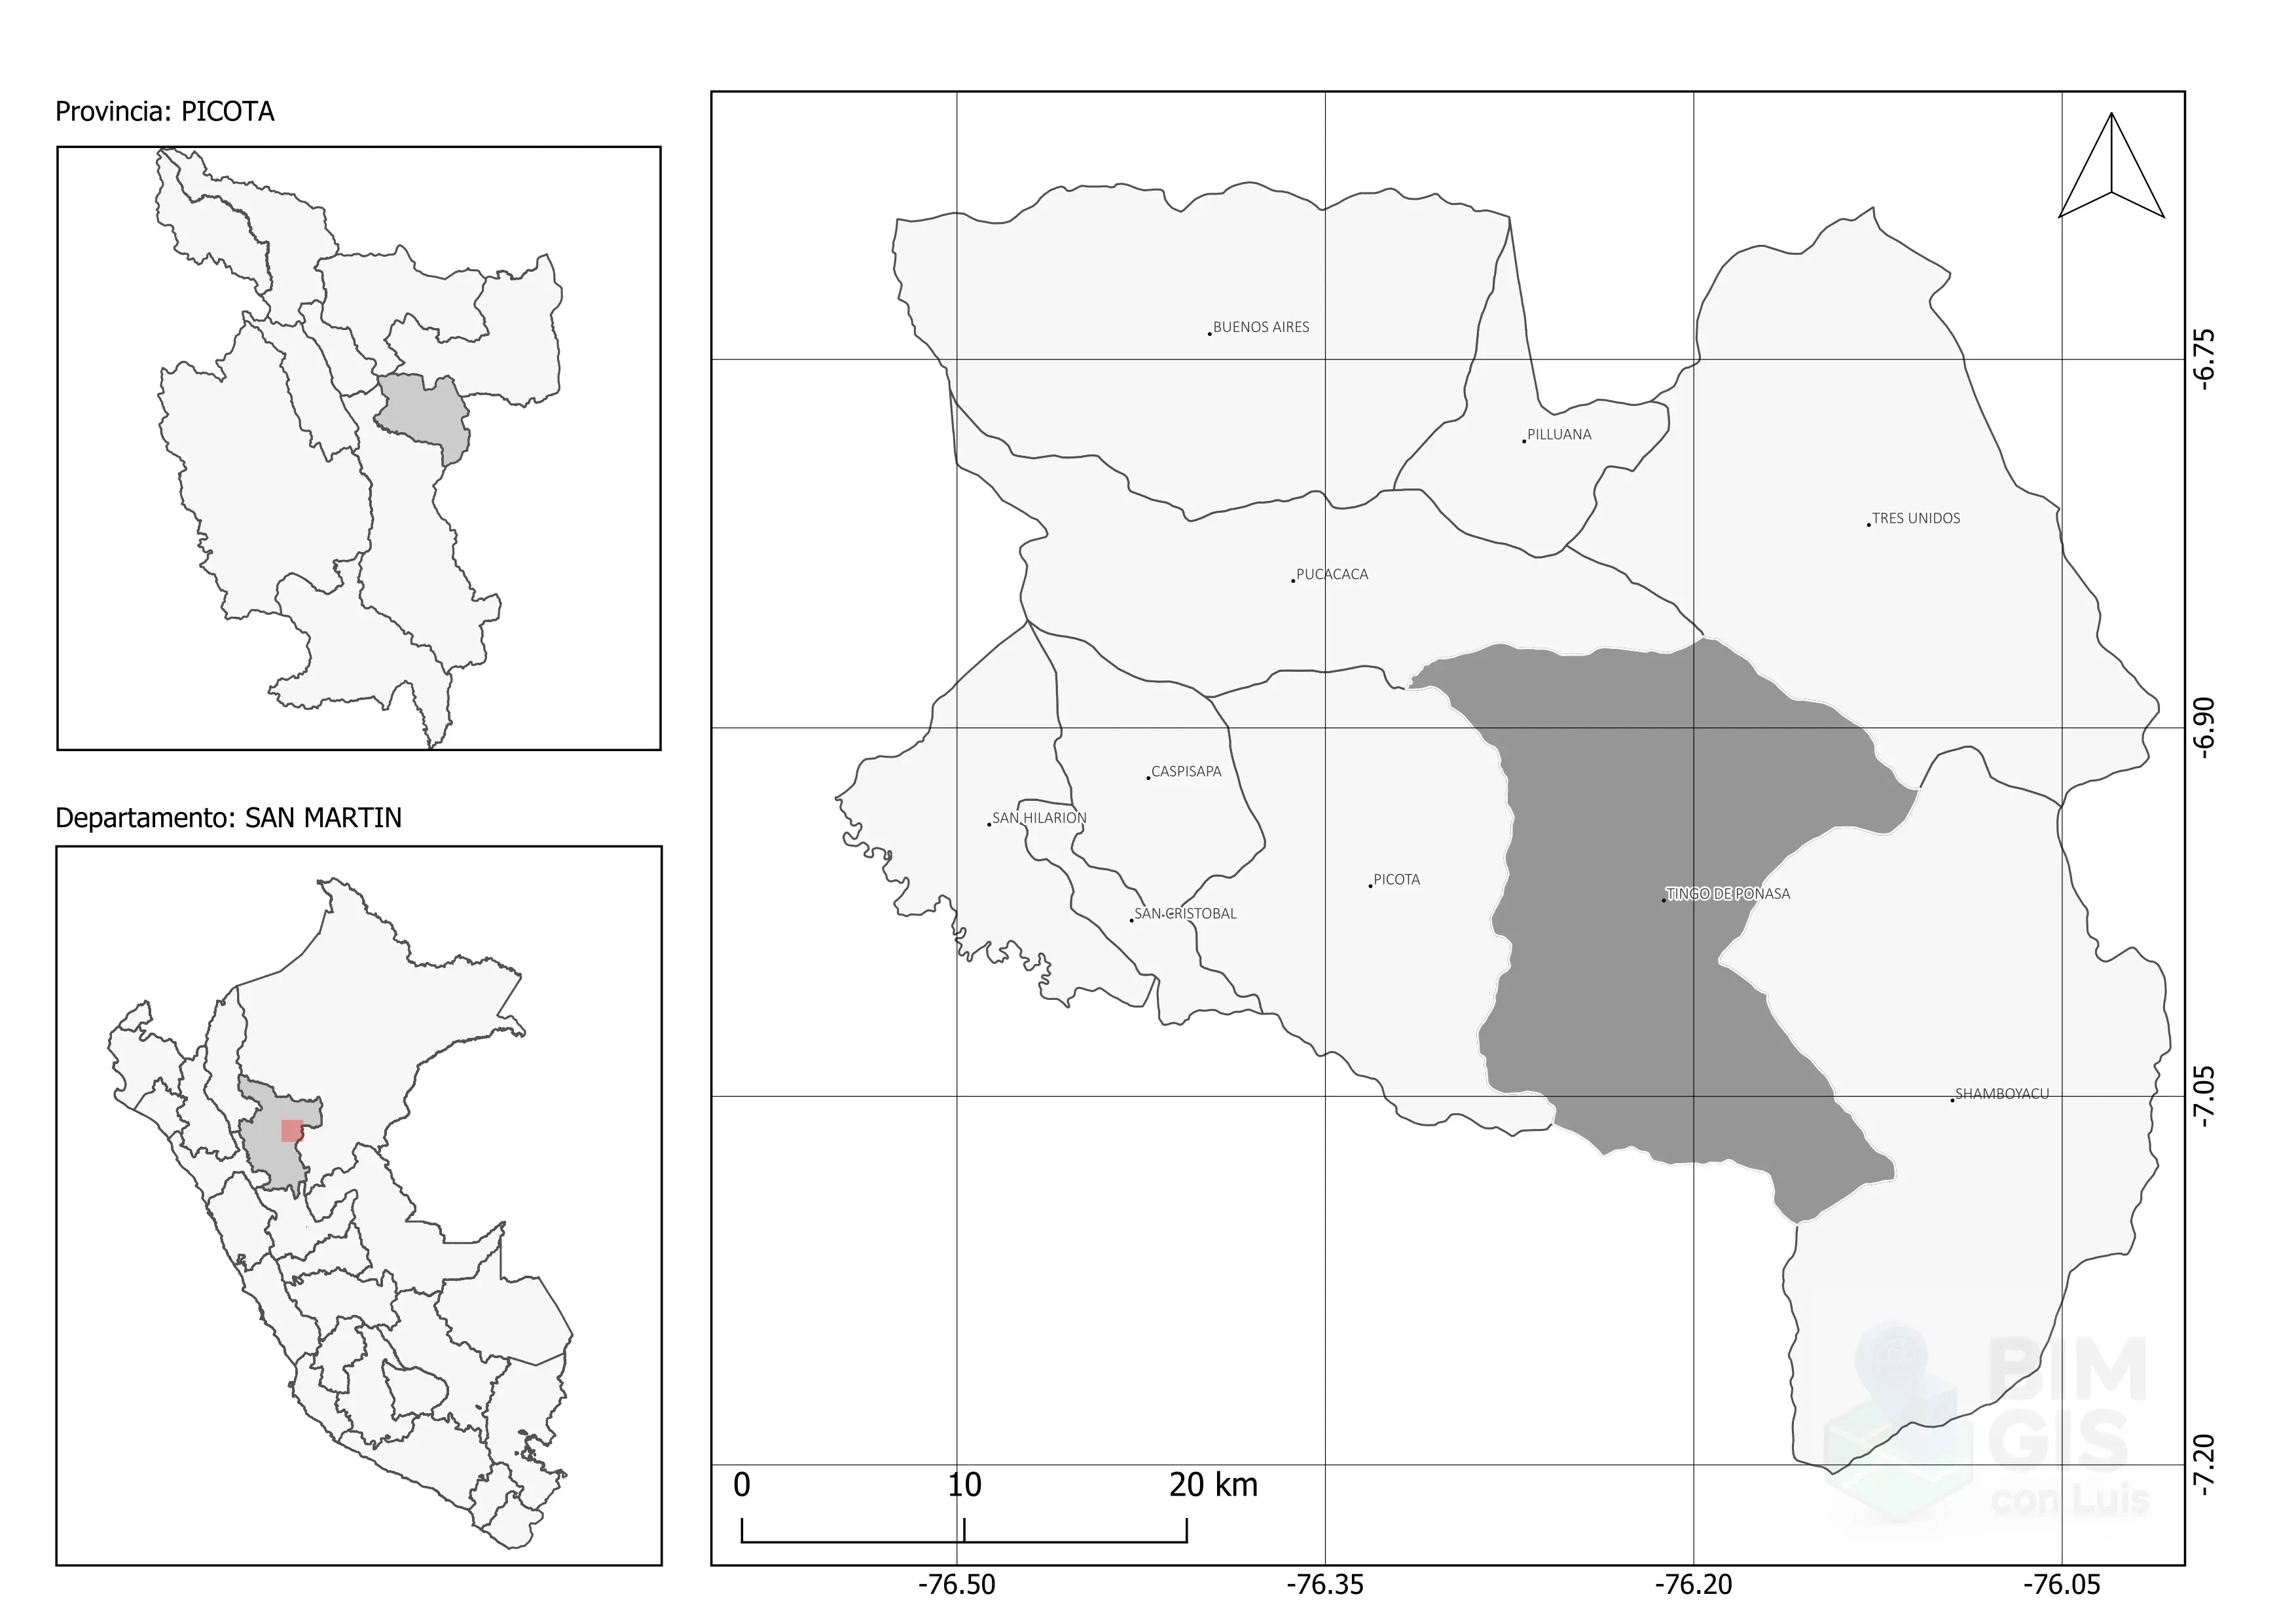 Provincia: PICOTA
Departamento: SAN MARTIN
BUENOS AIRES
PILLUANA
TRES UNIDOS
PUCACACA
CASPISAPA
SAN HILARION
PICOTA
TINGO DE PONASA
SAN CRISTOBAL
SHAMBOYACU
-6.75
-6.90
-7.05
-7.20
0 10 20 km
-76.50 -76.35 -76.20 -76.05
BIM
GIS
con Luis